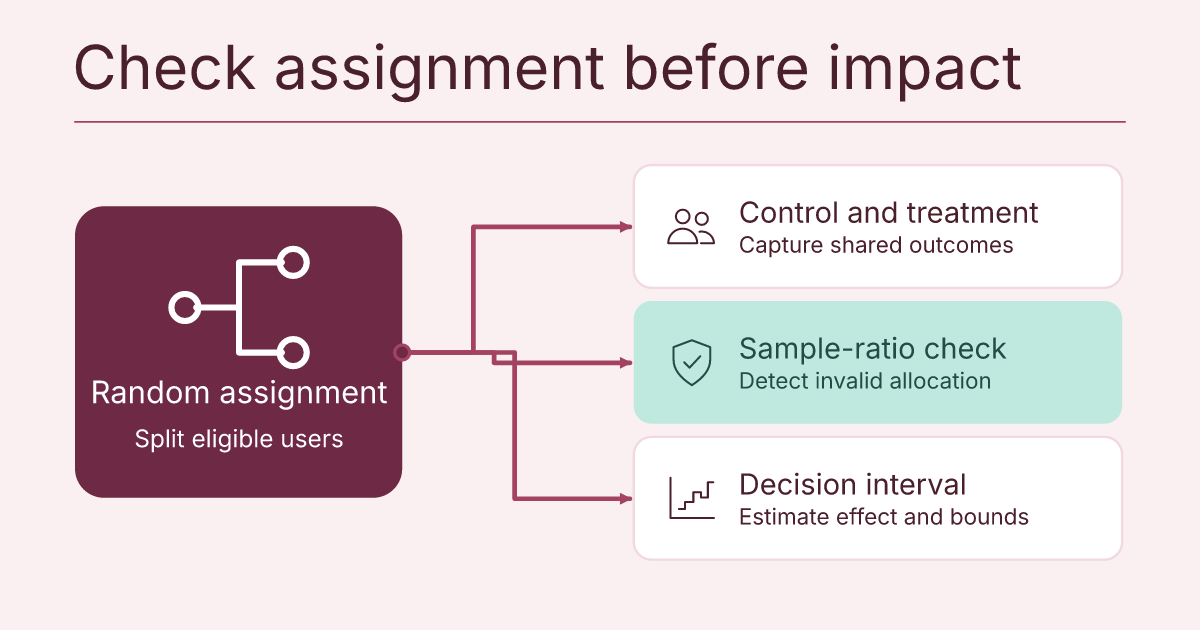 Check assignment before impact
Random assignment
Split eligible users
Control and treatment
Capture shared outcomes
Sample-ratio check
Detect invalid allocation
Decision interval
Estimate effect and bounds